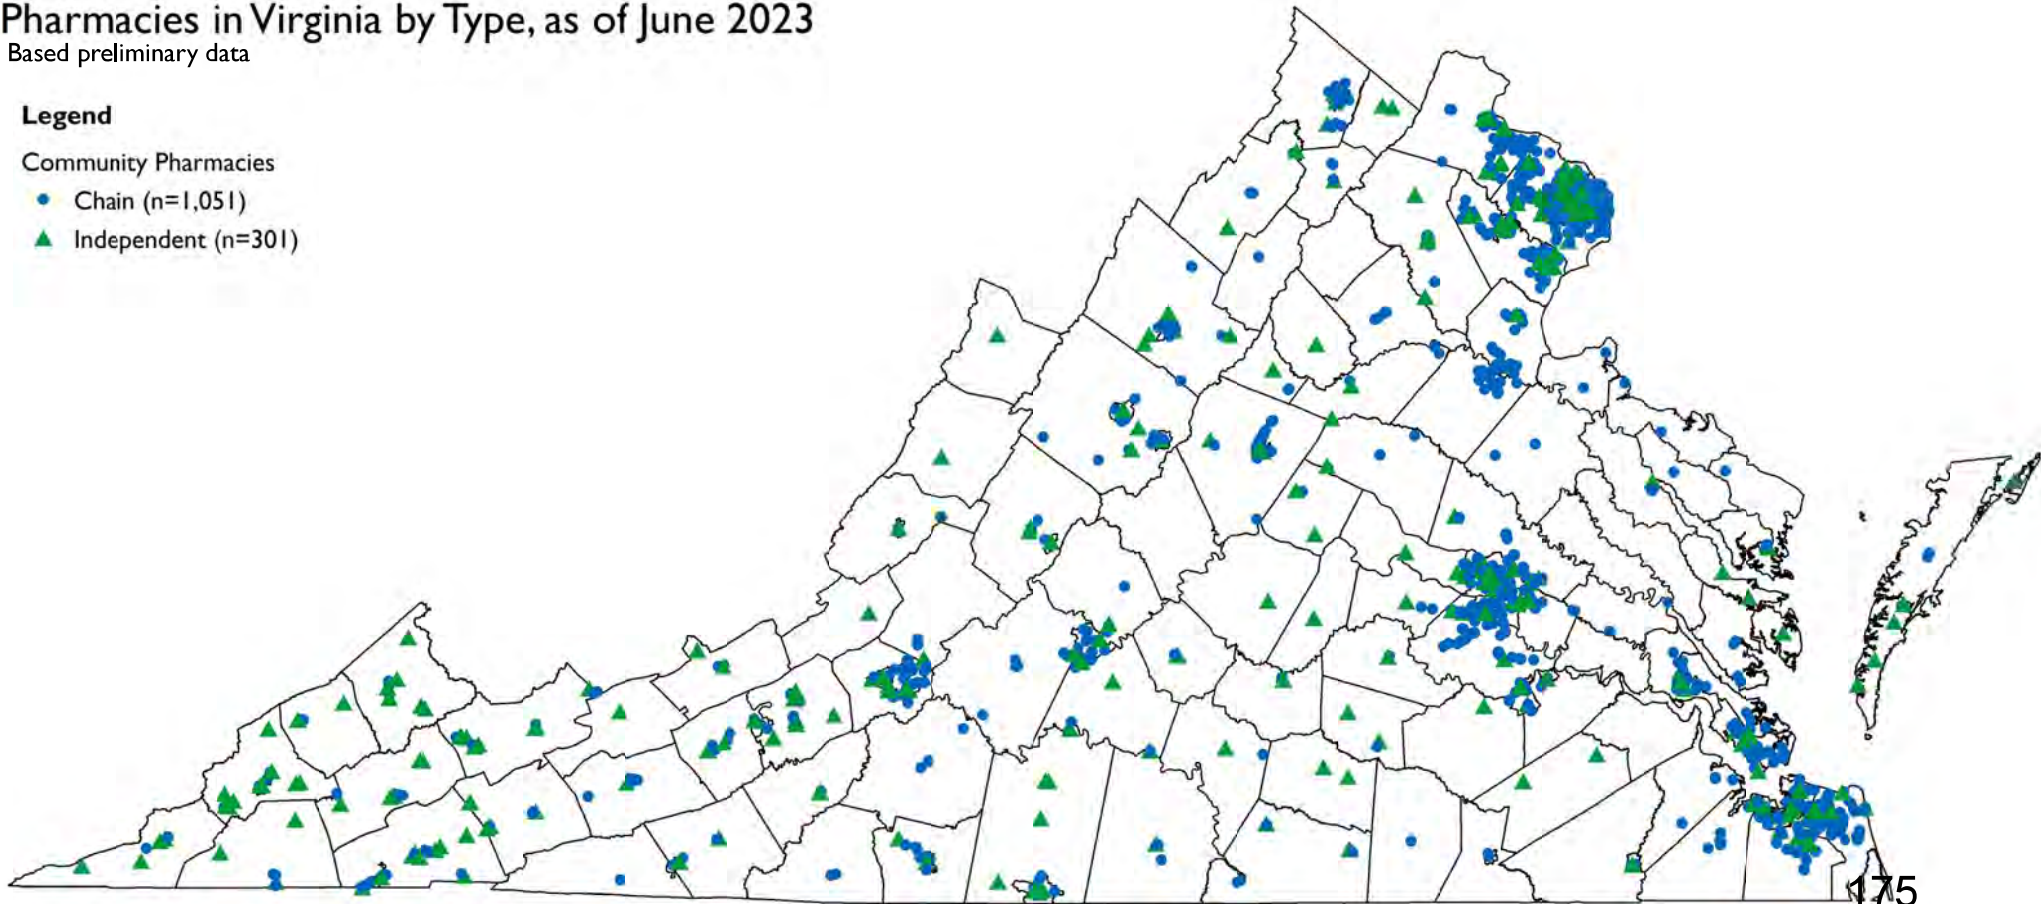 Pharmacies in Virginia by Type, as of June 2023
Based preliminary data
Legend
Community Pharmacies
Chain (n=1,051)
Independent (n=301)
175